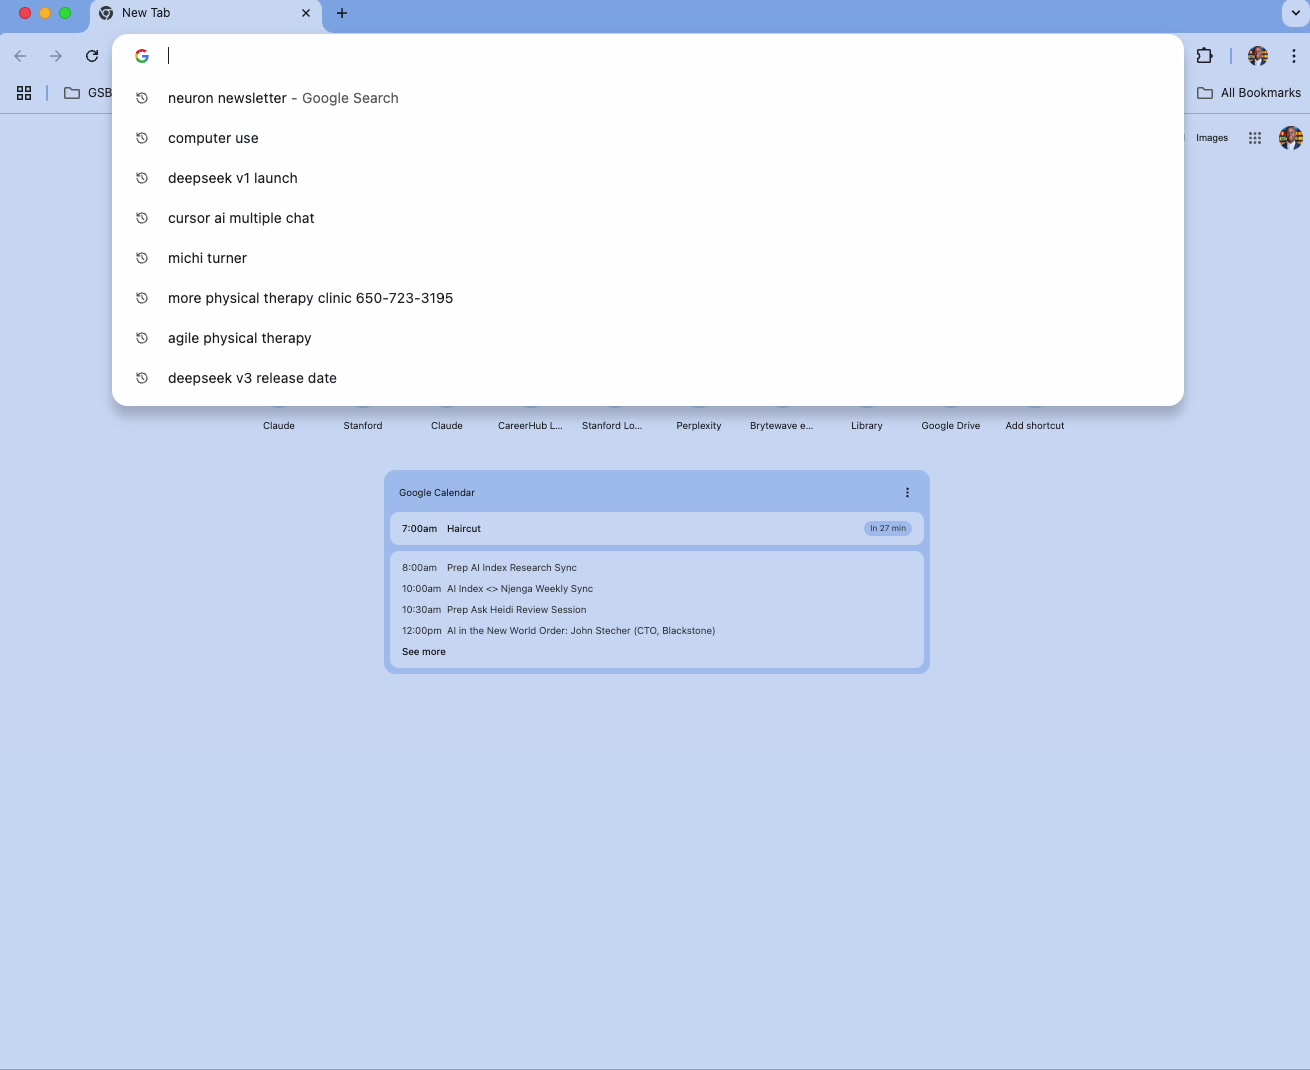 New Tab
GSB
All Bookmarks
neuron newsletter - Google Search
computer use
Images
deepseek v1 launch
cursor ai multiple chat
michi turner
more physical therapy clinic 650-723-3195
agile physical therapy
deepseek v3 release date
Claude Stanford Claude CareerHub L... Stanford Lo... Perplexity Brytewave e... Library Google Drive Add shortcut
Google Calendar
7:00am Haircut In 27 min
8:00am Prep AI Index Research Sync
10:00am AI Index <> Njenga Weekly Sync
10:30am Prep Ask Heidi Review Session
12:00pm AI in the New World Order: John Stecher (CTO, Blackstone)
See more